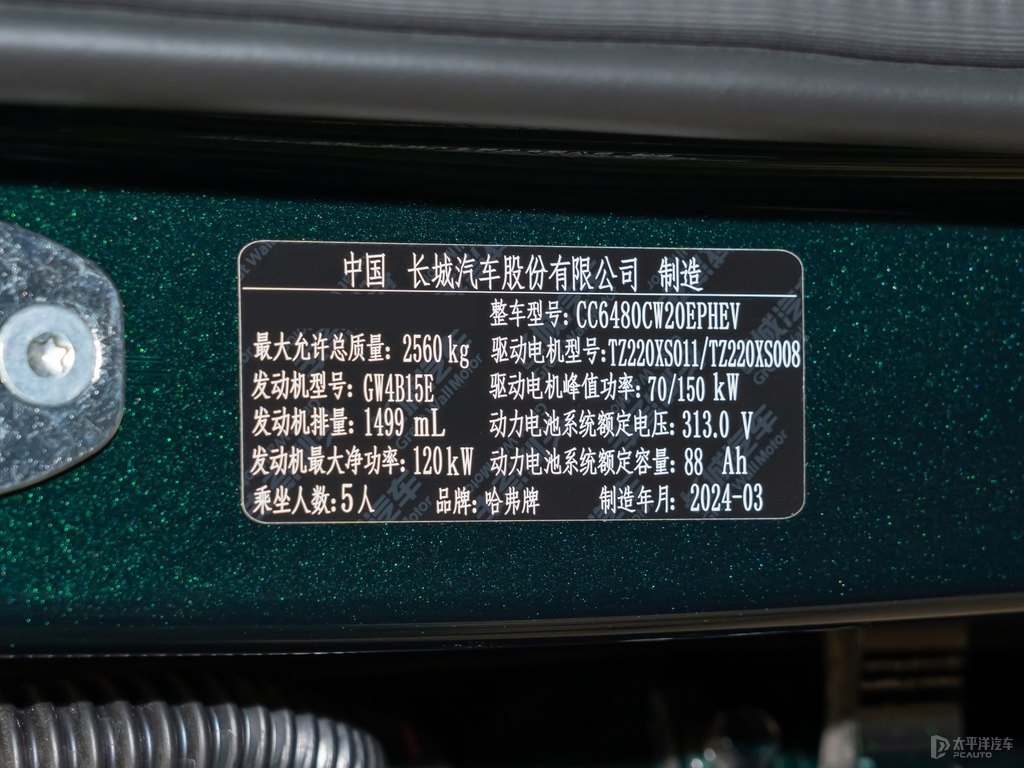 中国 长城汽车股份有限公司 制造
整车型号: CC6480CW20EPHEV
最大允许总质量: 2560 kg 驱动电机型号:TZ220XS011/TZ220XS008
发动机型号: GW4B15E 驱动电机峰值功率: 70/150 kW
发动机排量: 1499 mL 动力电池系统额定电压: 313.0 V
发动机最大净功率: 120 kW 动力电池系统额定容量: 88 Ah
乘坐人数: 5人 品牌: 哈弗牌 制造年月: 2024-03
太平洋汽车
PCAUTO